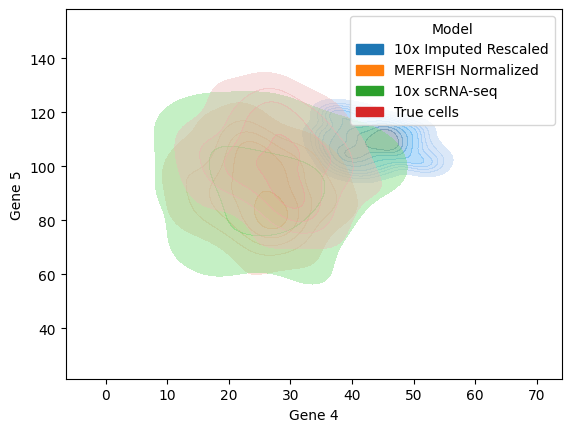 Model
10x Imputed Rescaled
MERFISH Normalized
10x scRNA-seq
True cells
140
120
100
80
60
40
Gene 5
0 10 20 30 40 50 60 70
Gene 4